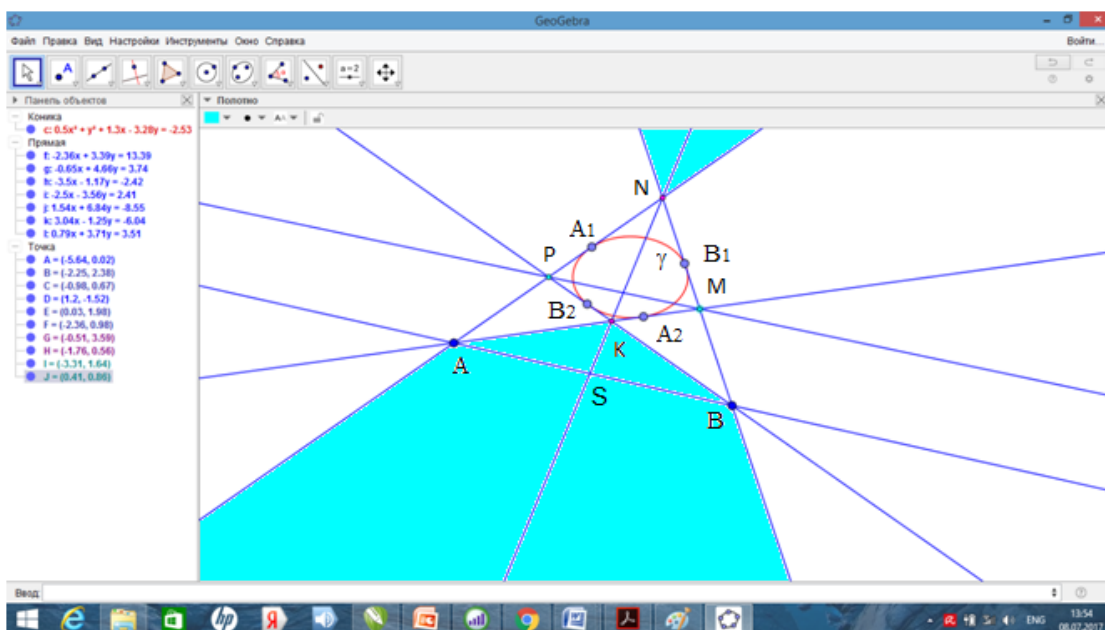 GeoGebra
Файл Правка Вид Настройки Инструменты Окно Справка
Войти...
a=2
Панель объектов
Полотно
Коника
c: 0.5x² + y² + 1.3x - 3.28y = -2.53
Прямая
f: -2.36x + 3.39y = 13.39
g: -0.65x + 4.66y = 3.74
h: -3.5x - 1.17y = -2.42
i: -2.5x - 3.56y = 2.41
j: 1.54x + 6.84y = -8.55
k: 3.04x - 1.25y = -6.04
l: 0.79x + 3.71y = 3.51
Точка
A = (-5.64, 0.02)
B = (-2.25, 2.38)
C = (-0.98, 0.67)
D = (1.2, -1.52)
E = (0.03, 1.98)
F = (-2.36, 0.98)
G = (-0.51, 3.59)
H = (-1.76, 0.56)
I = (-3.31, 1.64)
J = (0.41, 0.86)
N
A1
P
γ
B1
M
B2
A2
K
A
S
B
Ввод:
ENG
13:54
08.07.2017